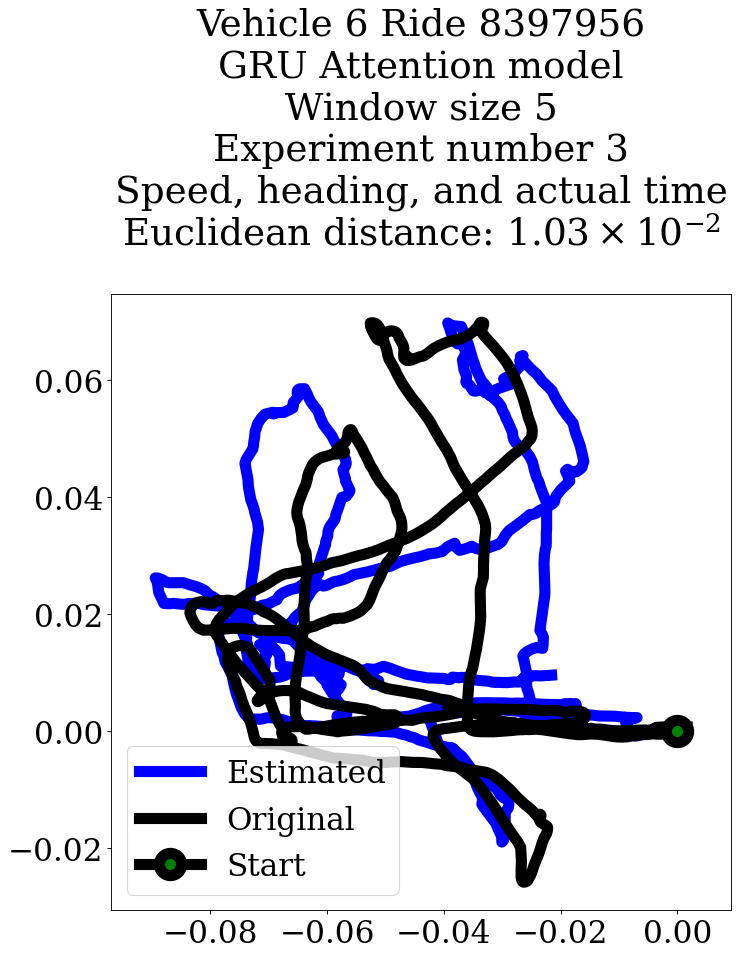 Vehicle 6 Ride 8397956
GRU Attention model
Window size 5
Experiment number 3
Speed, heading, and actual time
Euclidean distance: 1.03 × 10⁻²
0.06
0.04
0.02
0.00
−0.02
Estimated
Original
Start
−0.08 −0.06 −0.04 −0.02 0.00